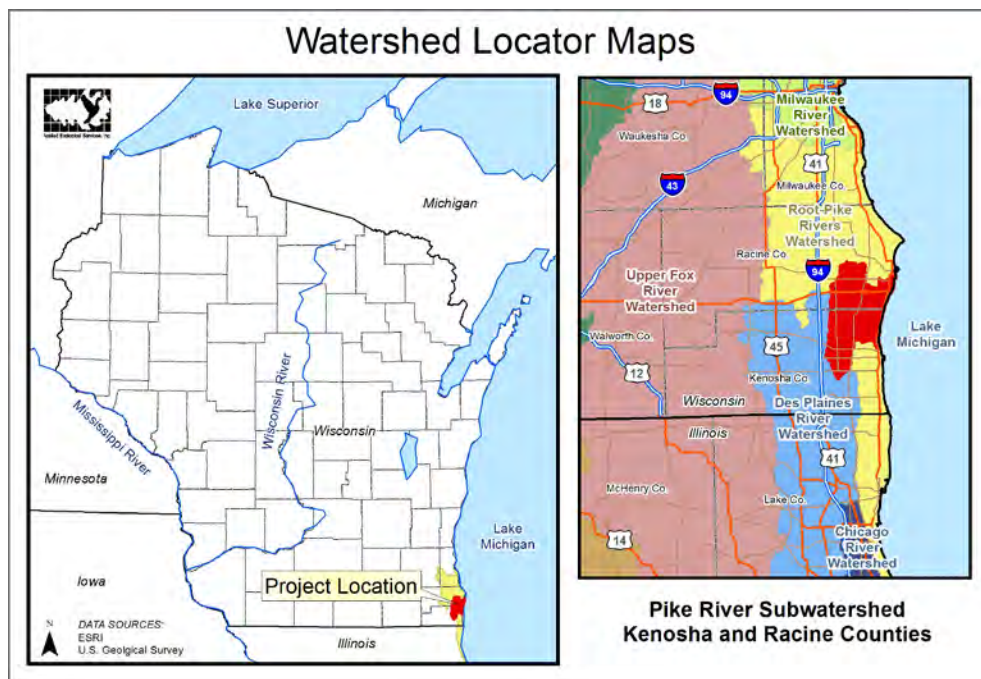 Watershed Locator Maps
Lake Superior
Michigan
Wisconsin River
Wisconsin
Mississippi River
Minnesota
Iowa
Lake
Michigan
Project Location
N
DATA SOURCES:
ESRI
U.S. Geolgical Survey
Illinois
94
18
Milwaukee
River
Watershed
Waukesha Co.
41
43
Milwaukee Co.
Root-Pike
Rivers
Watershed
Racine Co.
94
Upper Fox
River
Watershed
Lake
Michigan
Walworth Co.
45
12
Kenosha Co.
Wisconsin
Des Plaines
River
Watershed
Illinois
41
McHenry Co.
Lake Co.
14
Chicago
River
Watershed
Pike River Subwatershed
Kenosha and Racine Counties